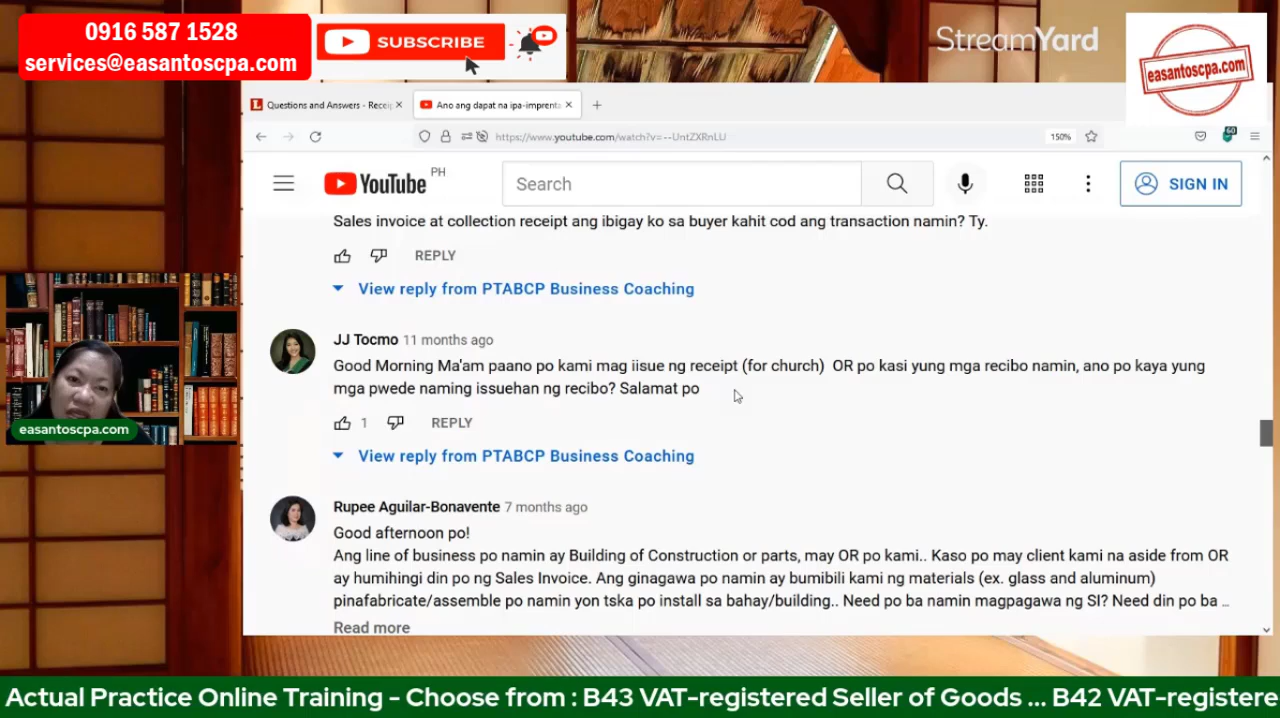 0916 587 1528
services@easantoscpa.com
SUBSCRIBE
StreamYard
easantoscpa.com
Questions and Answers - Receip
Ano ang dapat na ipa-imprenta
https://www.youtube.com/watch?v=--UntZXRnLU
150%
60
YouTube PH
Search
SIGN IN
Sales invoice at collection receipt ang ibigay ko sa buyer kahit cod ang transaction namin? Ty.
REPLY
View reply from PTABCP Business Coaching
JJ Tocmo 11 months ago
Good Morning Ma'am paano po kami mag iisue ng receipt (for church) OR po kasi yung mga recibo namin, ano po kaya yung
mga pwede naming issuehan ng recibo? Salamat po
1 REPLY
View reply from PTABCP Business Coaching
easantoscpa.com
Rupee Aguilar-Bonavente 7 months ago
Good afternoon po!
Ang line of business po namin ay Building of Construction or parts, may OR po kami.. Kaso po may client kami na aside from OR
ay humihingi din po ng Sales Invoice. Ang ginagawa po namin ay bumibili kami ng materials (ex. glass and aluminum)
pinafabricate/assemble po namin yon tska po install sa bahay/building.. Need po ba namin magpagawa ng SI? Need din po ba ...
Read more
Actual Practice Online Training - Choose from : B43 VAT-registered Seller of Goods ... B42 VAT-registere